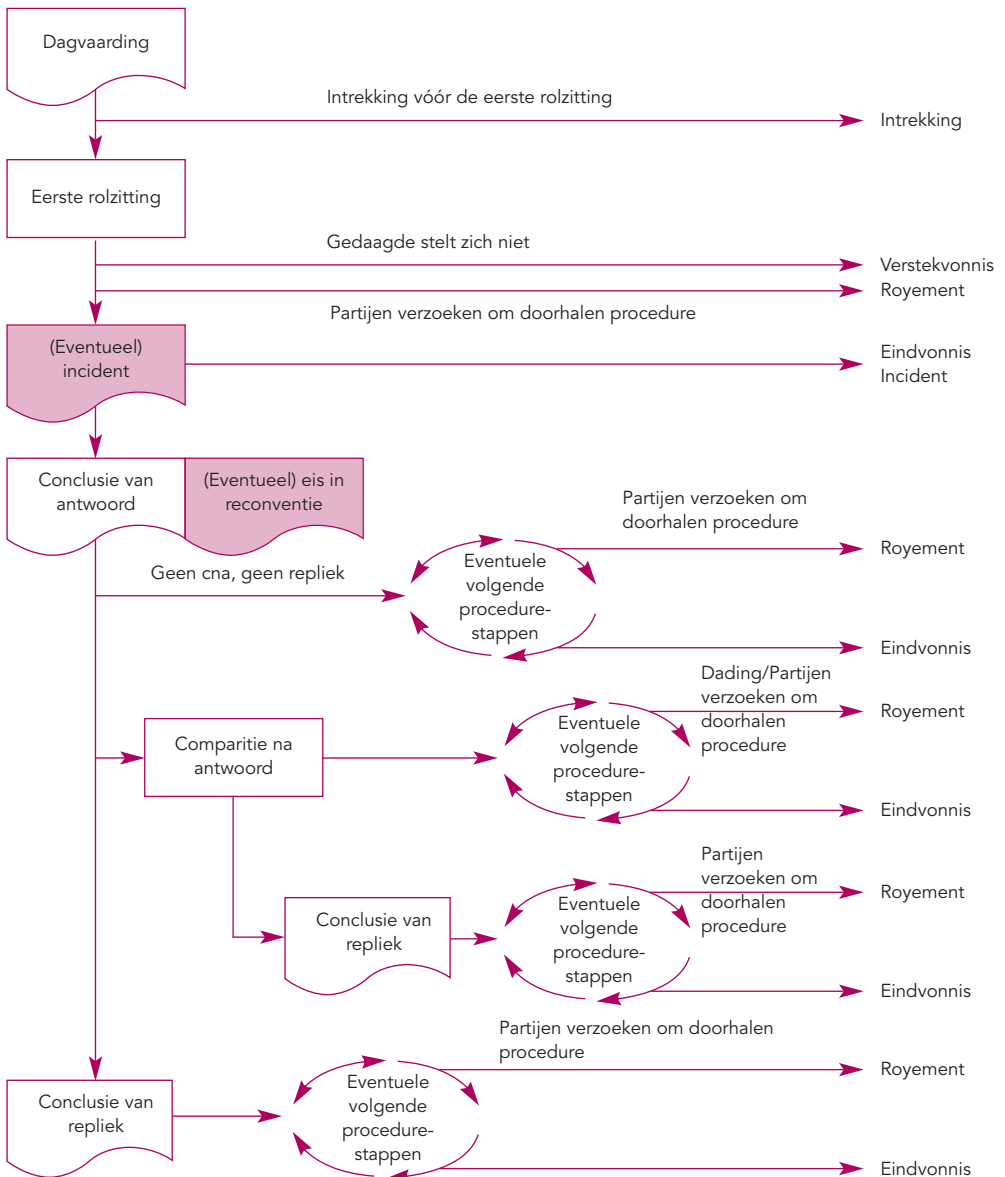 Dagvaarding
Intrekking vóór de eerste rolzitting
Intrekking
Eerste rolzitting
Gedaagde stelt zich niet
Verstekvonnis
Royement
Partijen verzoeken om doorhalen procedure
(Eventueel)
incident
Eindvonnis
Incident
Conclusie van
antwoord
(Eventueel) eis in
reconventie
Partijen verzoeken om
doorhalen procedure
Royement
Geen cna, geen repliek
Eventuele
volgende
procedure-
stappen
Eindvonnis
Dading/Partijen
verzoeken om
doorhalen
procedure
Royement
Comparitie na
antwoord
Eventuele
volgende
procedure-
stappen
Eindvonnis
Partijen
verzoeken om
doorhalen
procedure
Royement
Conclusie van
repliek
Eventuele
volgende
procedure-
stappen
Eindvonnis
Partijen verzoeken om doorhalen
procedure
Royement
Conclusie van
repliek
Eventuele
volgende
procedure-
stappen
Eindvonnis